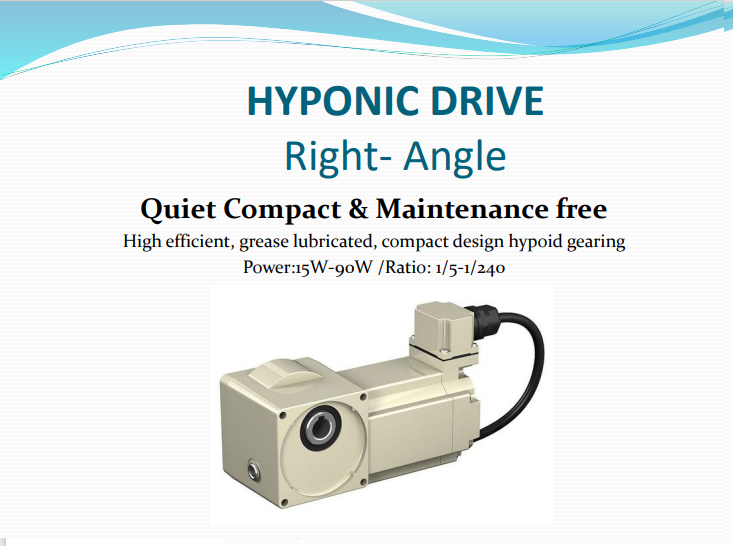 HYPONIC DRIVE
Right- Angle
Quiet Compact & Maintenance free
High efficient, grease lubricated, compact design hypoid gearing
Power:15W-90W /Ratio: 1/5-1/240